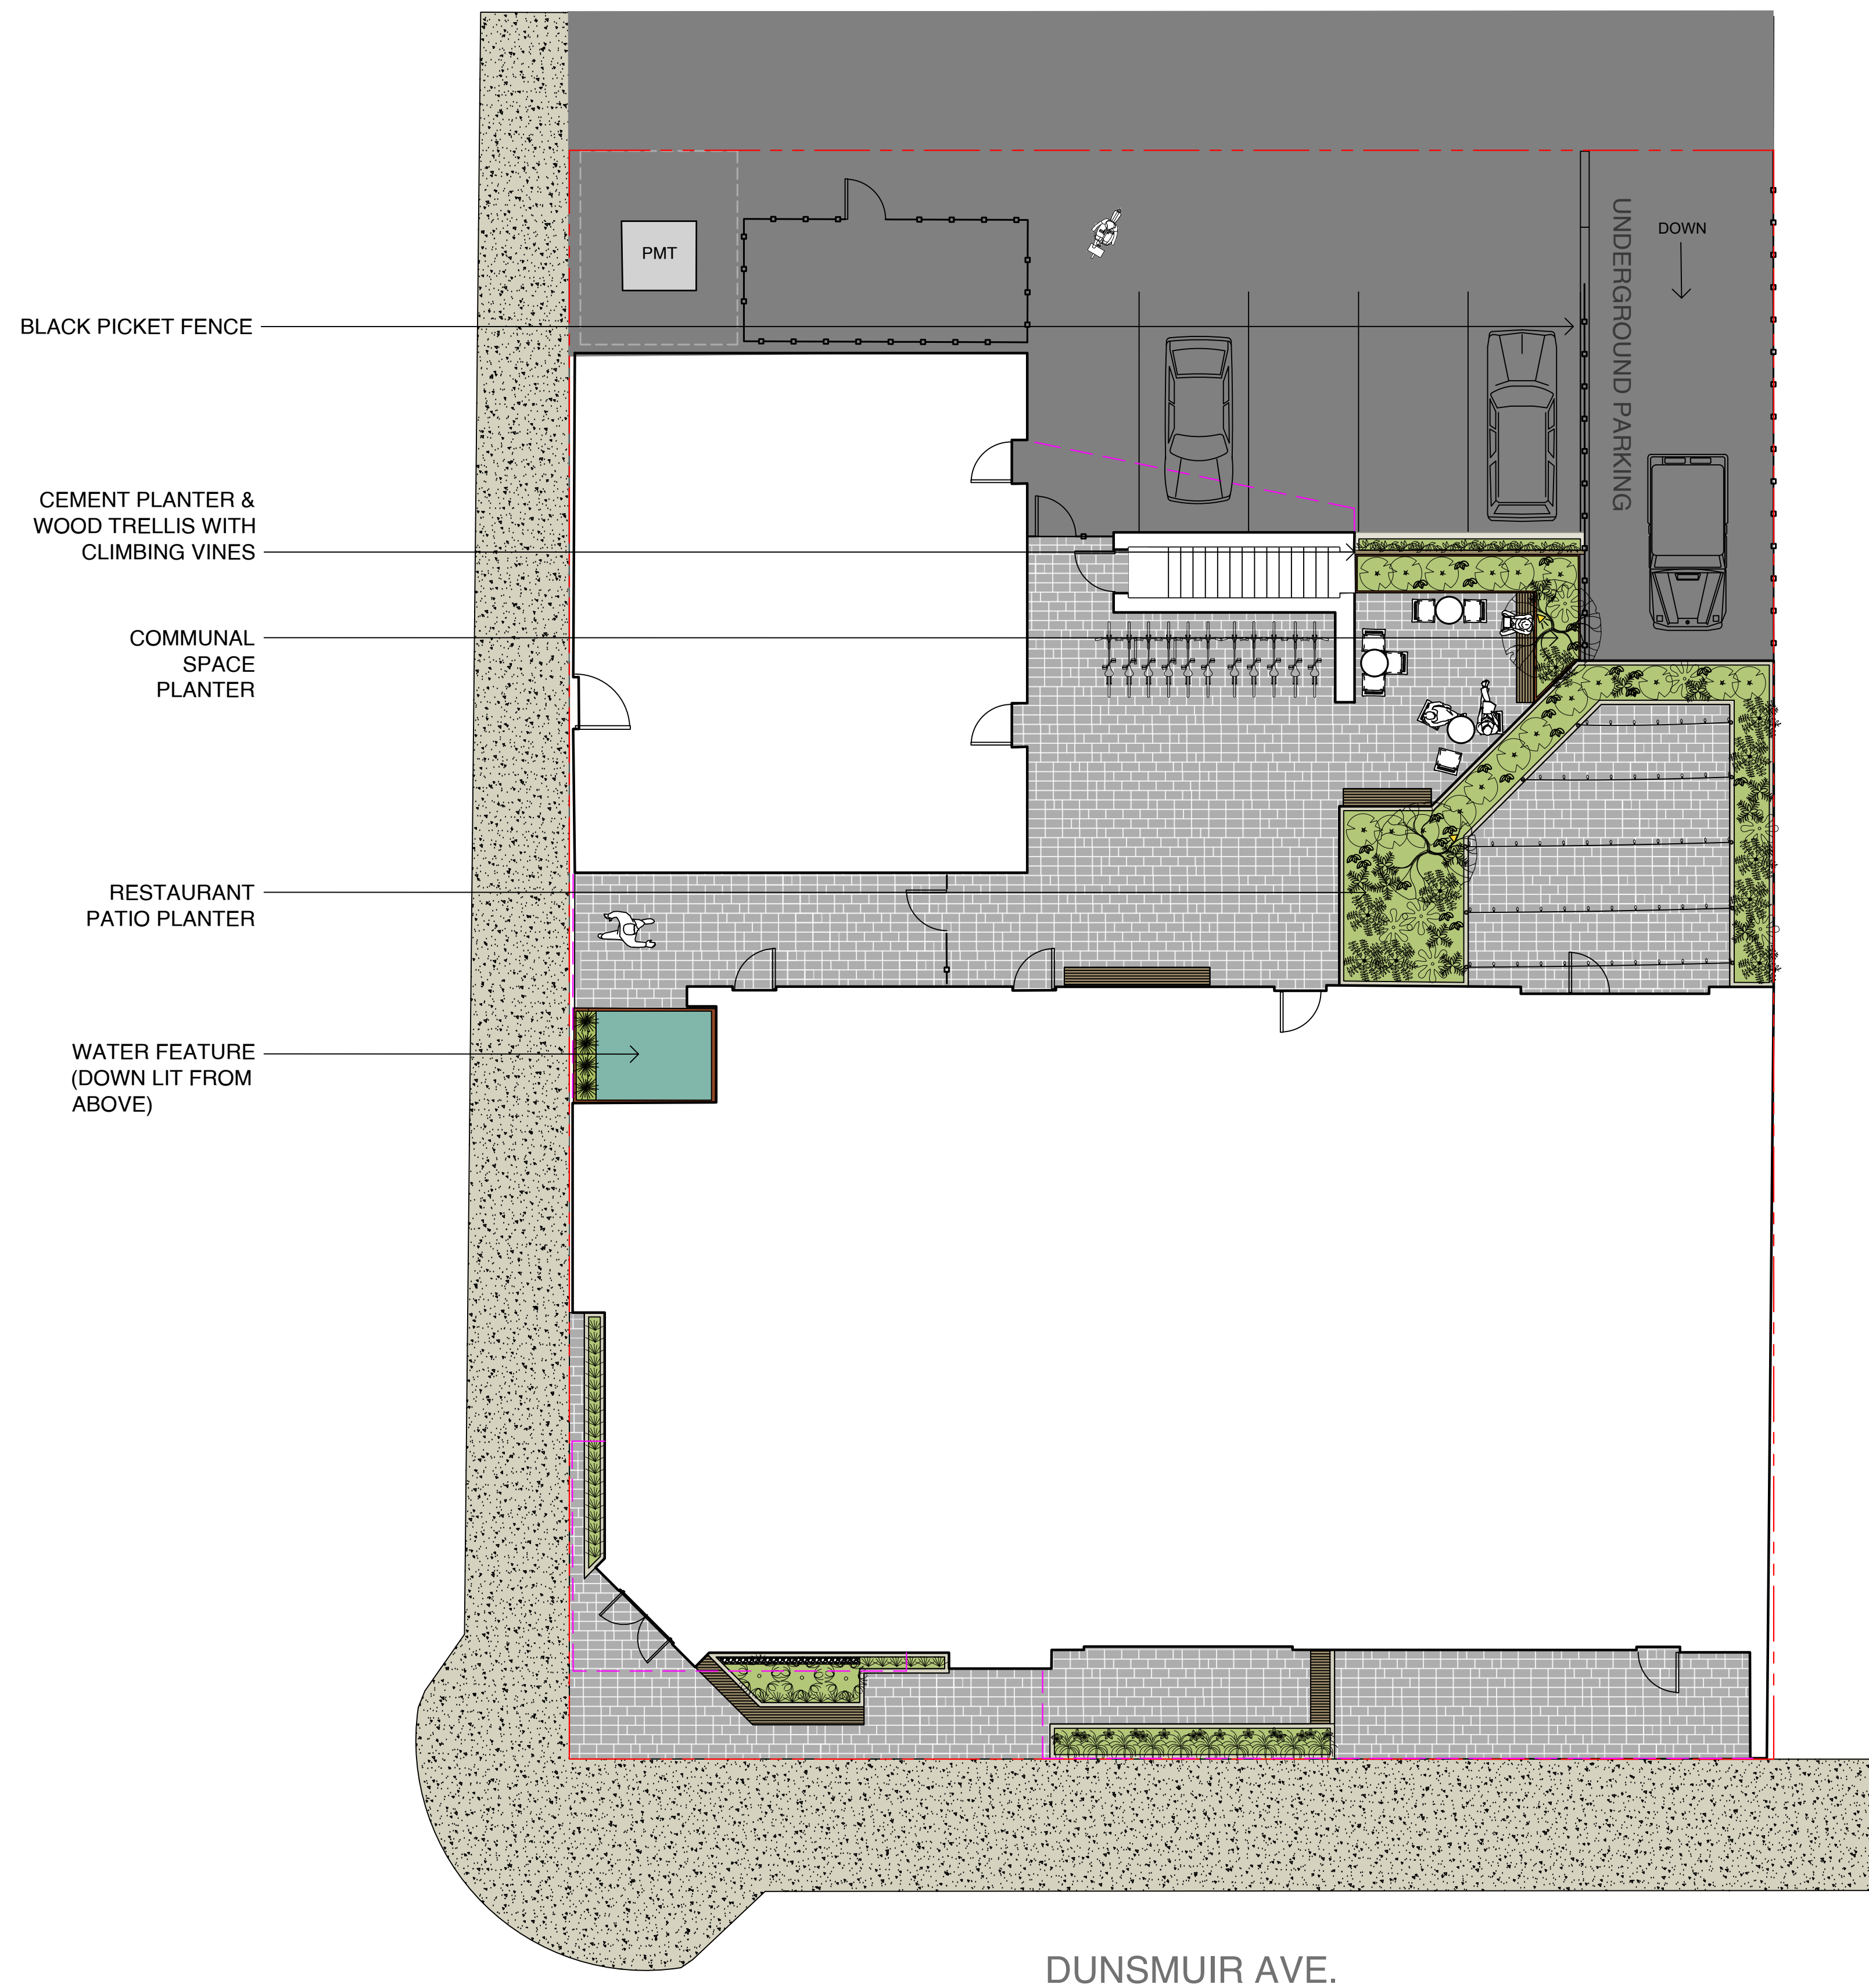 DOWN
UNDERGROUND PARKING
PMT
BLACK PICKET FENCE
CEMENT PLANTER &
WOOD TRELLIS WITH
CLIMBING VINES
COMMUNAL
SPACE
PLANTER
RESTAURANT
PATIO PLANTER
WATER FEATURE
(DOWN LIT FROM
ABOVE)
DUNSMUIR AVE.